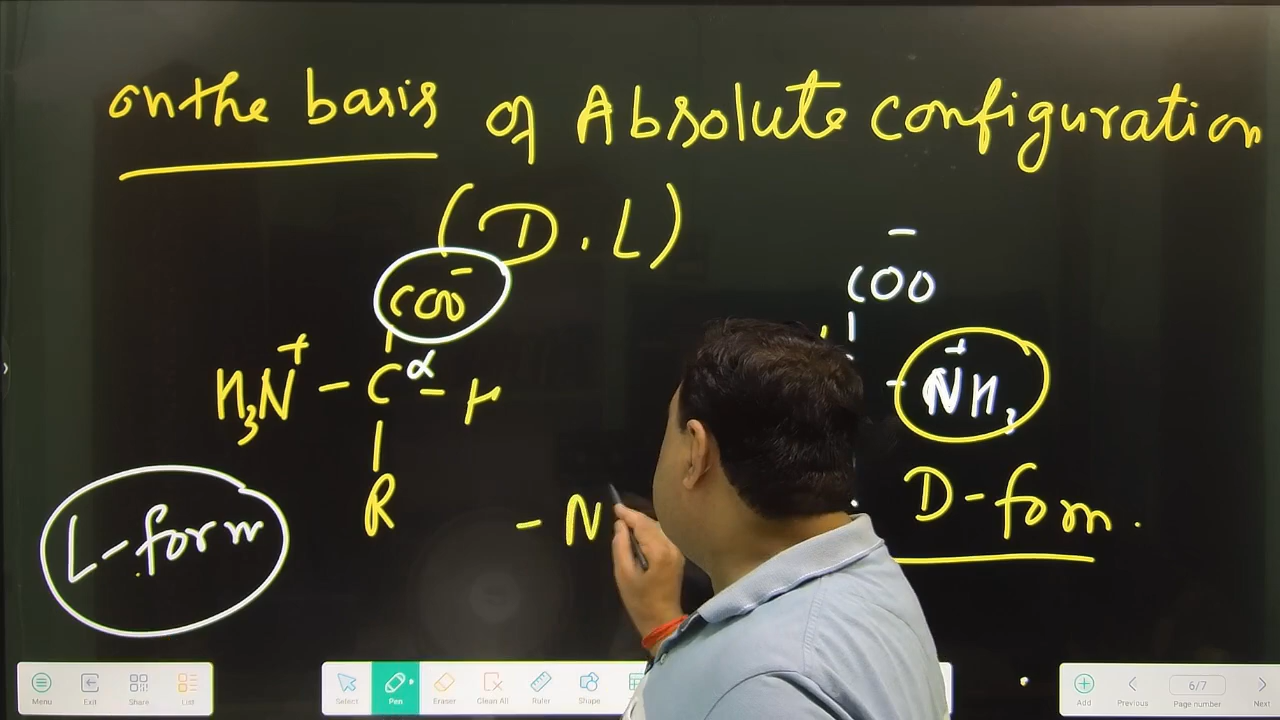 on the basis of Absolute configuration
(D.L)
COO⁻
H₃N⁺ - C α - H
R
L-form
- N
COO⁻
- N⁺H₃
D-form.
Menu
Exit
Share
List
Select
Pen
Eraser
Clean All
Ruler
Shape
Add
Previous
6/7
Page number
Next